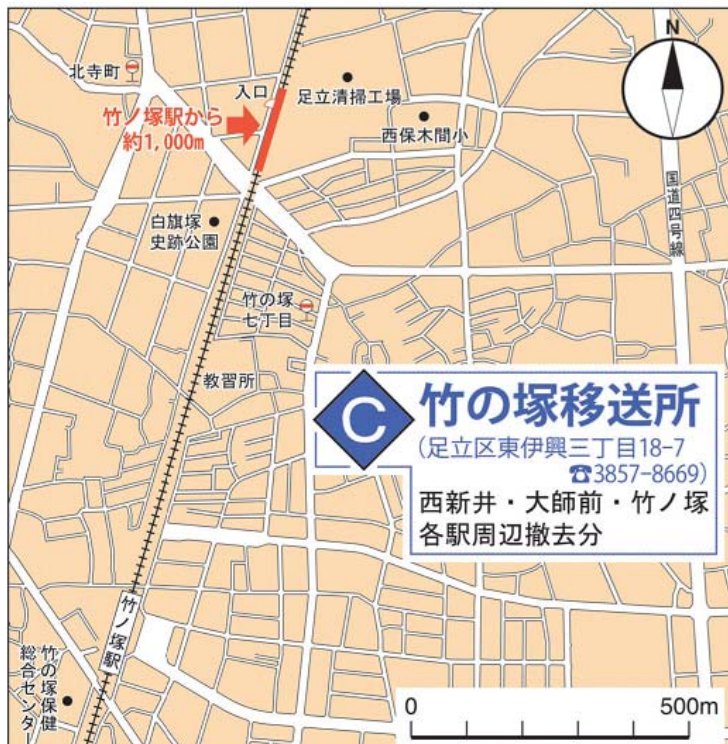 N
北寺町
入口
足立清掃工場
竹ノ塚駅から
約1,000m
西保木間小
国道四号線
白旗塚
史跡公園
竹の塚
七丁目
教習所
C
竹の塚移送所
(足立区東伊興三丁目18-7
☎3857-8669)
西新井・大師前・竹ノ塚
各駅周辺撤去分
竹ノ塚駅
竹の塚保健
総合センター
0
500m